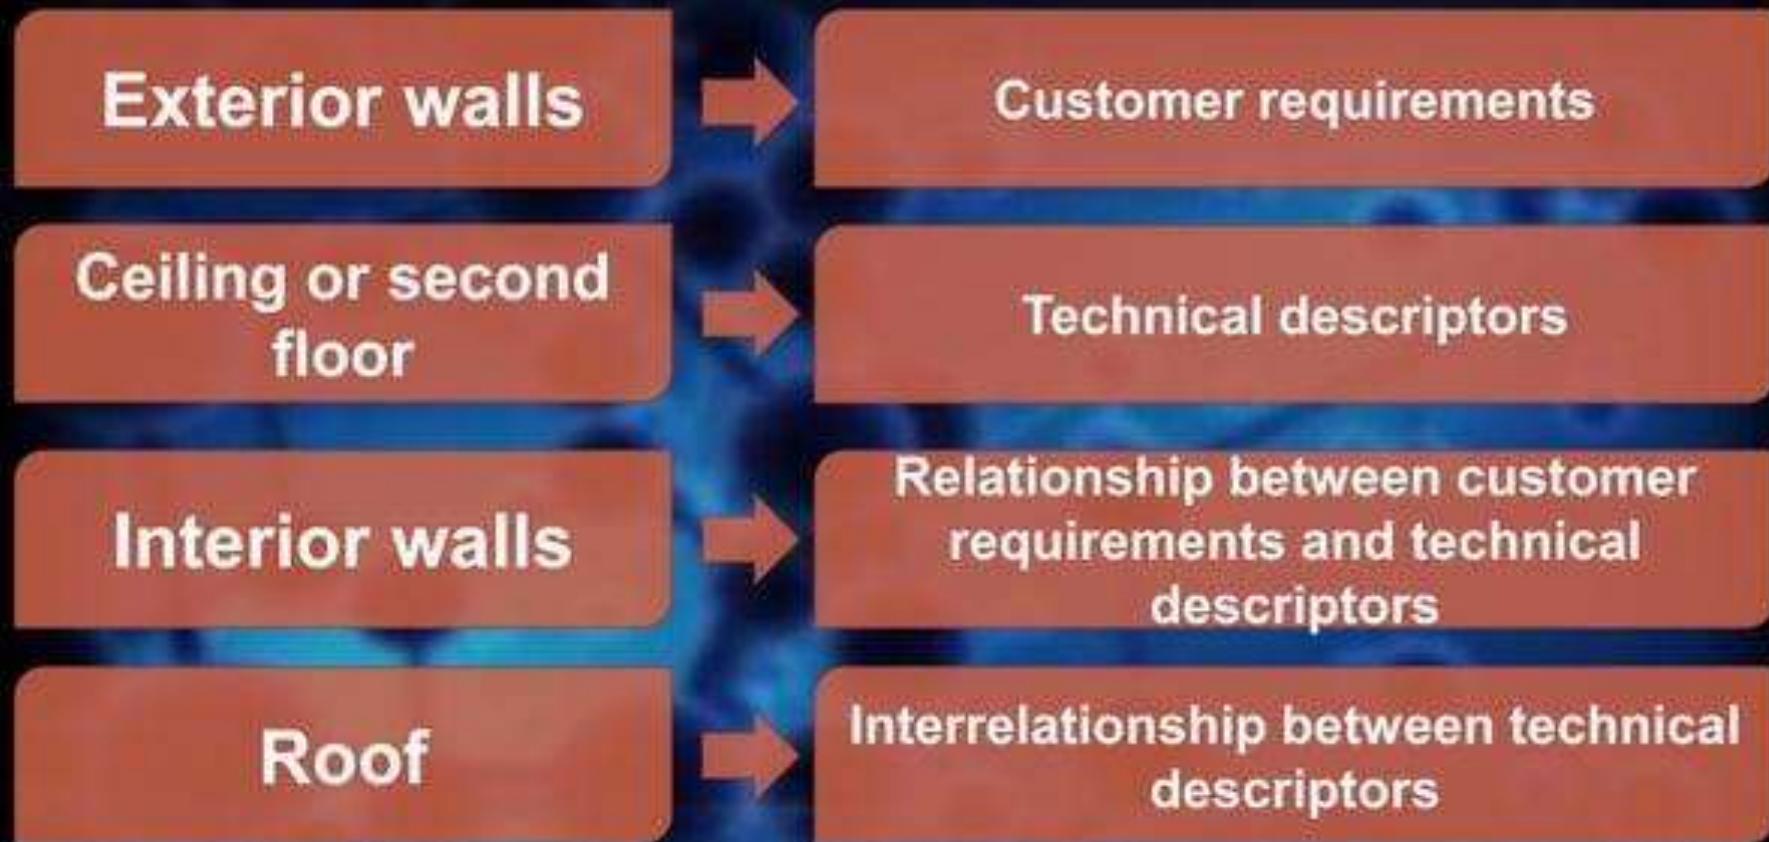 Exterior walls
Customer requirements
Ceiling or second
floor
Technical descriptors
Interior walls
Relationship between customer
requirements and technical
descriptors
Roof
Interrelationship between technical
descriptors